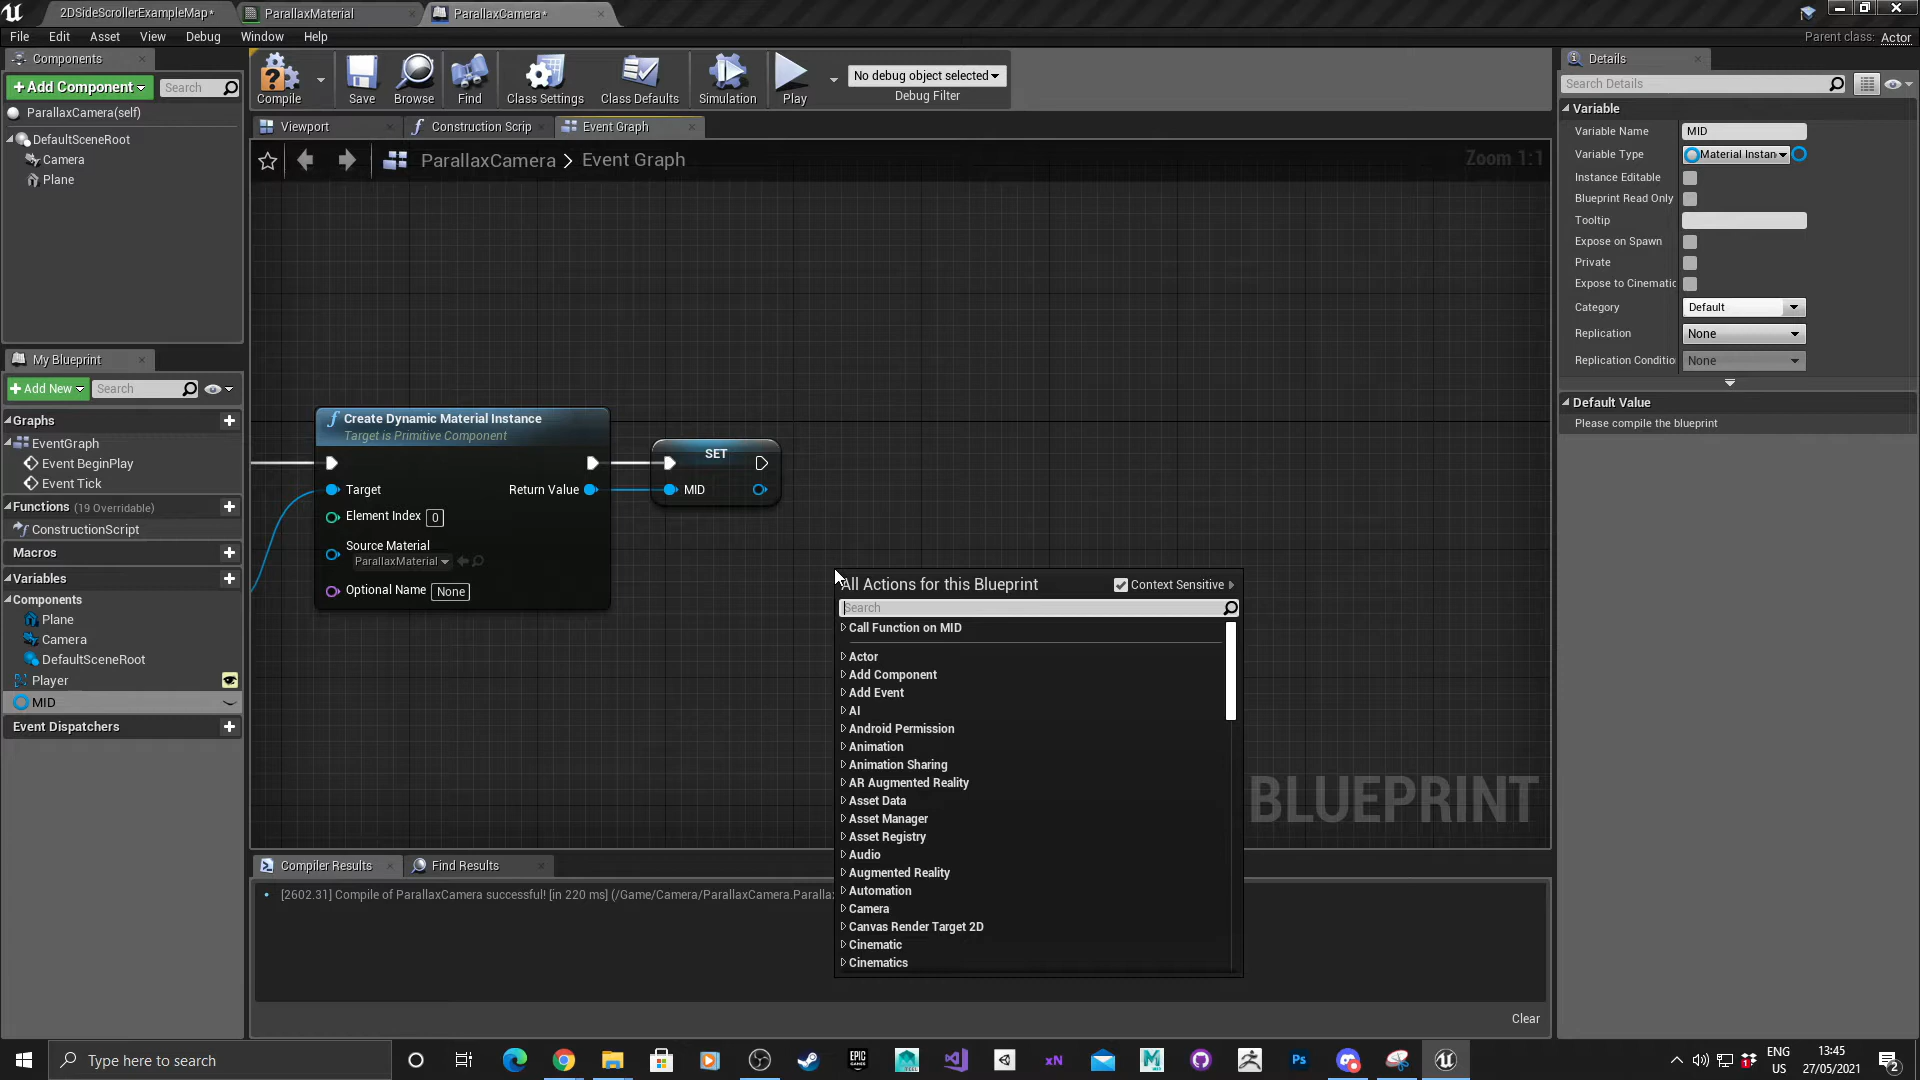 2DSideScrollerExampleMap*
ParallaxMaterial
ParallaxCamera*
File Edit Asset View Debug Window Help
Parent class: Actor
Components
+Add Component
Search
ParallaxCamera(self)
DefaultSceneRoot
Camera
Plane
Compile
Save
Browse
Find
Class Settings
Class Defaults
Simulation
Play
No debug object selected
Debug Filter
Viewport
Construction Scrip
Event Graph
ParallaxCamera > Event Graph
Zoom 1:1
My Blueprint
+Add New
Search
Graphs
EventGraph
Event BeginPlay
Event Tick
Functions (19 Overridable)
ConstructionScript
Macros
Variables
Components
Plane
Camera
DefaultSceneRoot
Player
MID
Event Dispatchers
Create Dynamic Material Instance
Target is Primitive Component
Target
Return Value
Element Index 0
Source Material
ParallaxMaterial
Optional Name None
SET
MID
All Actions for this Blueprint
Context Sensitive
Search
Call Function on MID
Actor
Add Component
Add Event
AI
Android Permission
Animation
Animation Sharing
AR Augmented Reality
Asset Data
Asset Manager
Asset Registry
Audio
Augmented Reality
Automation
Camera
Canvas Render Target 2D
Cinematic
Cinematics
BLUEPRINT
Compiler Results
Find Results
[2602.31] Compile of ParallaxCamera successful! [in 220 ms] (/Game/Camera/ParallaxCamera.Paralla
Clear
Details
Search Details
Variable
Variable Name MID
Variable Type Material Instan
Instance Editable
Blueprint Read Only
Tooltip
Expose on Spawn
Private
Expose to Cinematic
Category Default
Replication None
Replication Conditio None
Default Value
Please compile the blueprint
Type here to search
EPIC
GAMES
xN
Ps
ENG
US
13:45
27/05/2021
2